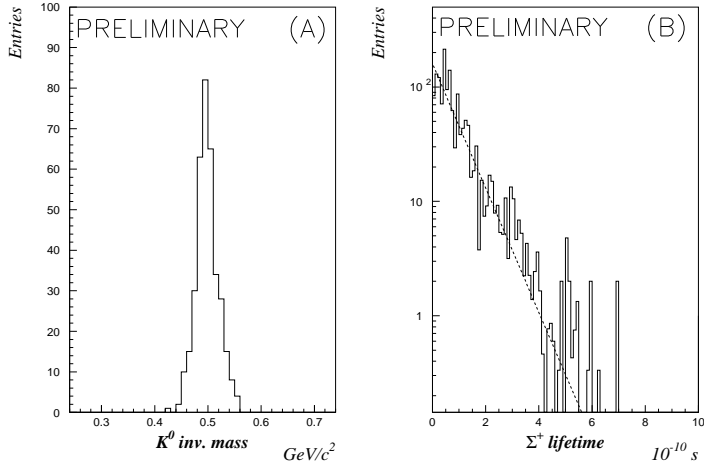 Entries
PRELIMINARY (A)
100
90
80
70
60
50
40
30
20
10
0
0.3 0.4 0.5 0.6 0.7
K⁰ inv. mass
GeV/c²
Entries
PRELIMINARY (B)
10²
10
1
0 2 4 6 8 10
Σ⁺ lifetime
10⁻¹⁰ s